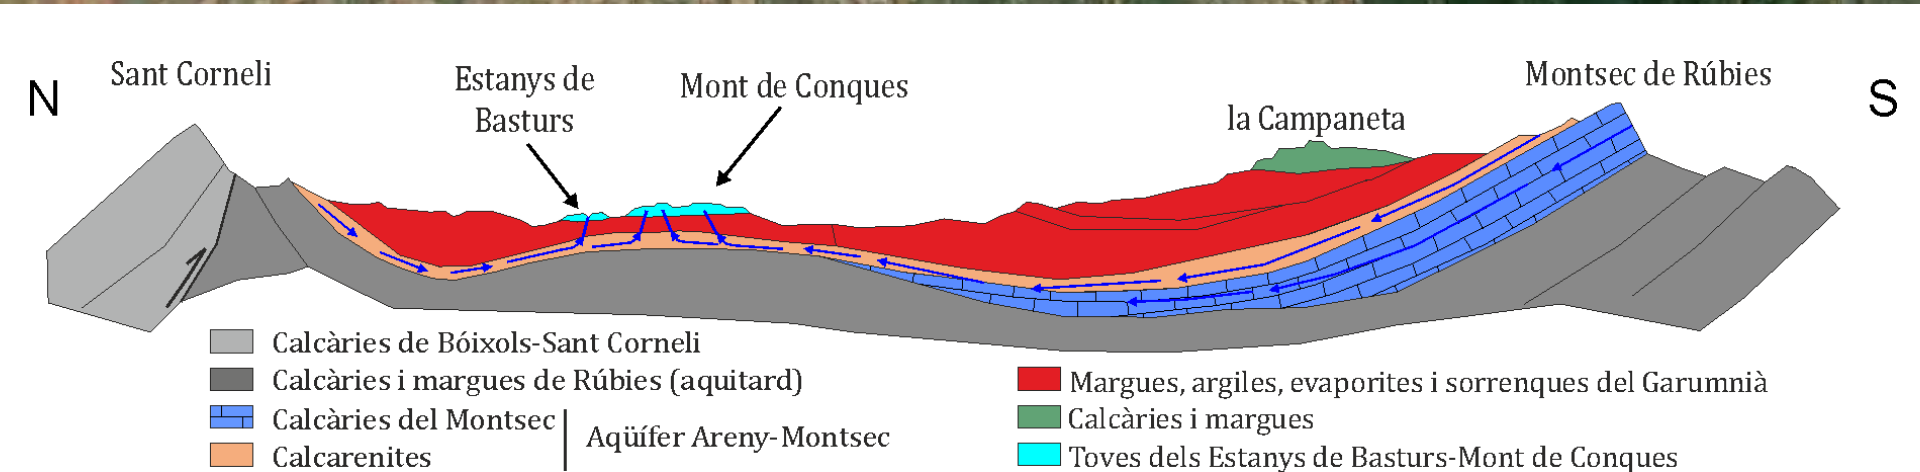 N
Sant Corneli
Estanys de
Basturs
Mont de Conques
la Campaneta
Montsec de Rúbies
S
Calcàries de Bóixols-Sant Corneli
Calcàries i margues de Rúbies (aquitard)
Calcàries del Montsec
Calcarenites
Aqüífer Areny-Montsec
Margues, argiles, evaporites i sorrenques del Garumnià
Calcàries i margues
Toves dels Estanys de Basturs-Mont de Conques